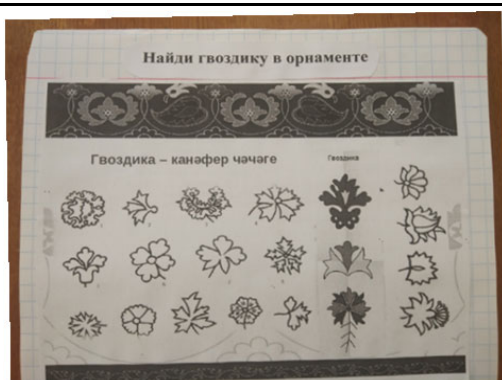 Найди гвоздику в орнаменте
Гвоздика – канәфер чәчәге
Гвоздика